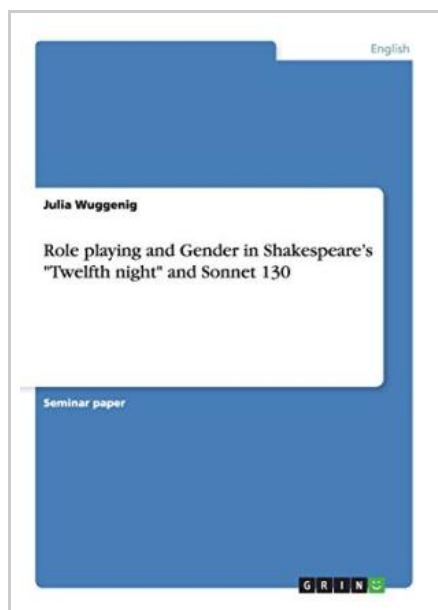 English
Julia Wuggenig
Role playing and Gender in Shakespeare’s
"Twelfth night" and Sonnet 130
Seminar paper
GRIN